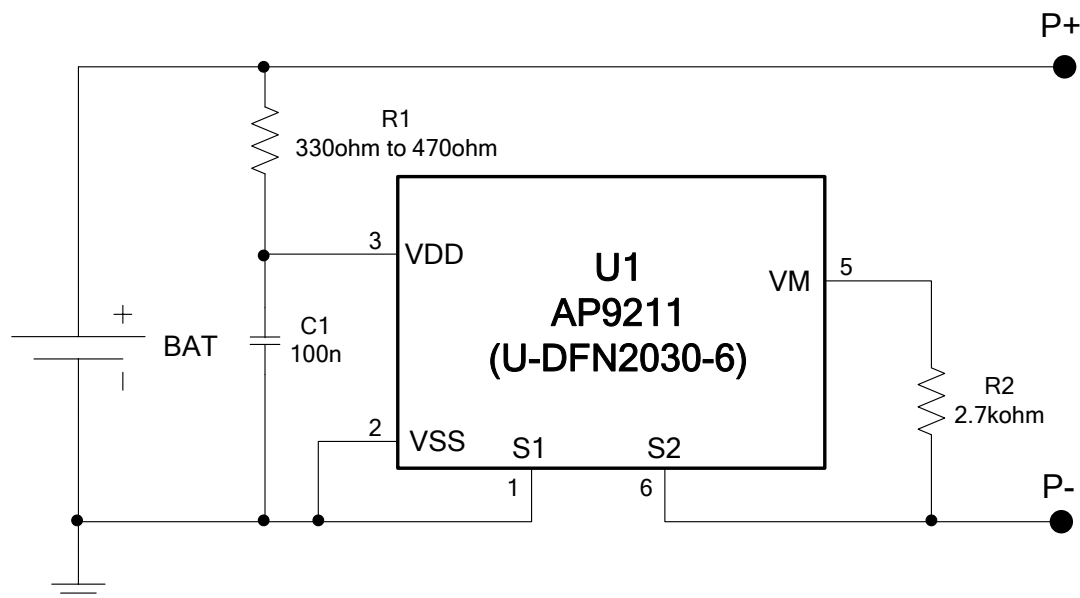 P+
R1
330ohm to 470ohm
3
VDD
U1
AP9211
(U-DFN2030-6)
VM
5
+
BAT
C1
100n
R2
2.7kohm
2
VSS
S1
S2
1
6
P-